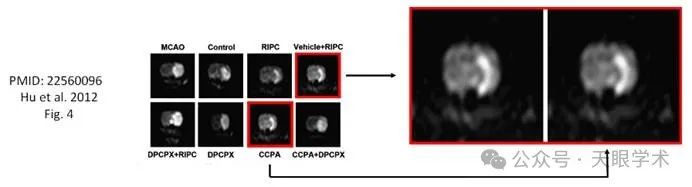 PMID: 22560096
Hu et al. 2012
Fig. 4
MCAO Control RIPC Vehicle+RIPC
DPCPX+RIPC DPCPX CCPA CCPA+DPCPX
公众号·天眼学术